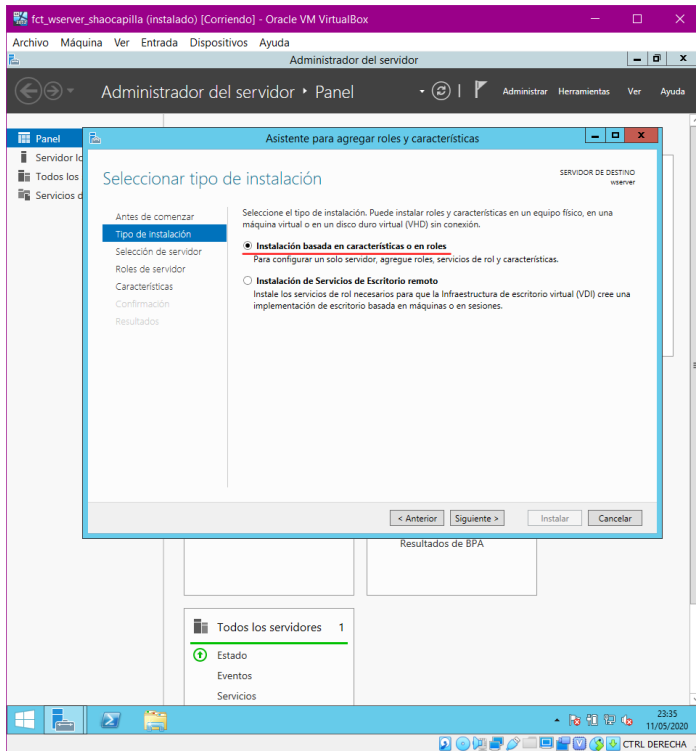 fct_wserver_shaocapilla (instalado) [Corriendo] - Oracle VM VirtualBox
Archivo Máquina Ver Entrada Dispositivos Ayuda
Administrador del servidor
Administrador del servidor Panel
Administrar Herramientas Ver Ayuda
Panel
Servidor lo
Todos los
Servicios d
Asistente para agregar roles y características
Seleccionar tipo de instalación
SERVIDOR DE DESTINO
wserver
Antes de comenzar
Tipo de instalación
Selección de servidor
Roles de servidor
Características
Confirmación
Resultados
Seleccione el tipo de instalación. Puede instalar roles y características en un equipo físico, en una
máquina virtual o en un disco duro virtual (VHD) sin conexión.
Instalación basada en características o en roles
Para configurar un solo servidor, agregue roles, servicios de rol y características.
Instalación de Servicios de Escritorio remoto
Instale los servicios de rol necesarios para que la Infraestructura de escritorio virtual (VDI) cree una
implementación de escritorio basada en máquinas o en sesiones.
< Anterior Siguiente > Instalar Cancelar
Resultados de BPA
Todos los servidores 1
Estado
Eventos
Servicios
23:35
11/05/2020
CTRL DERECHA